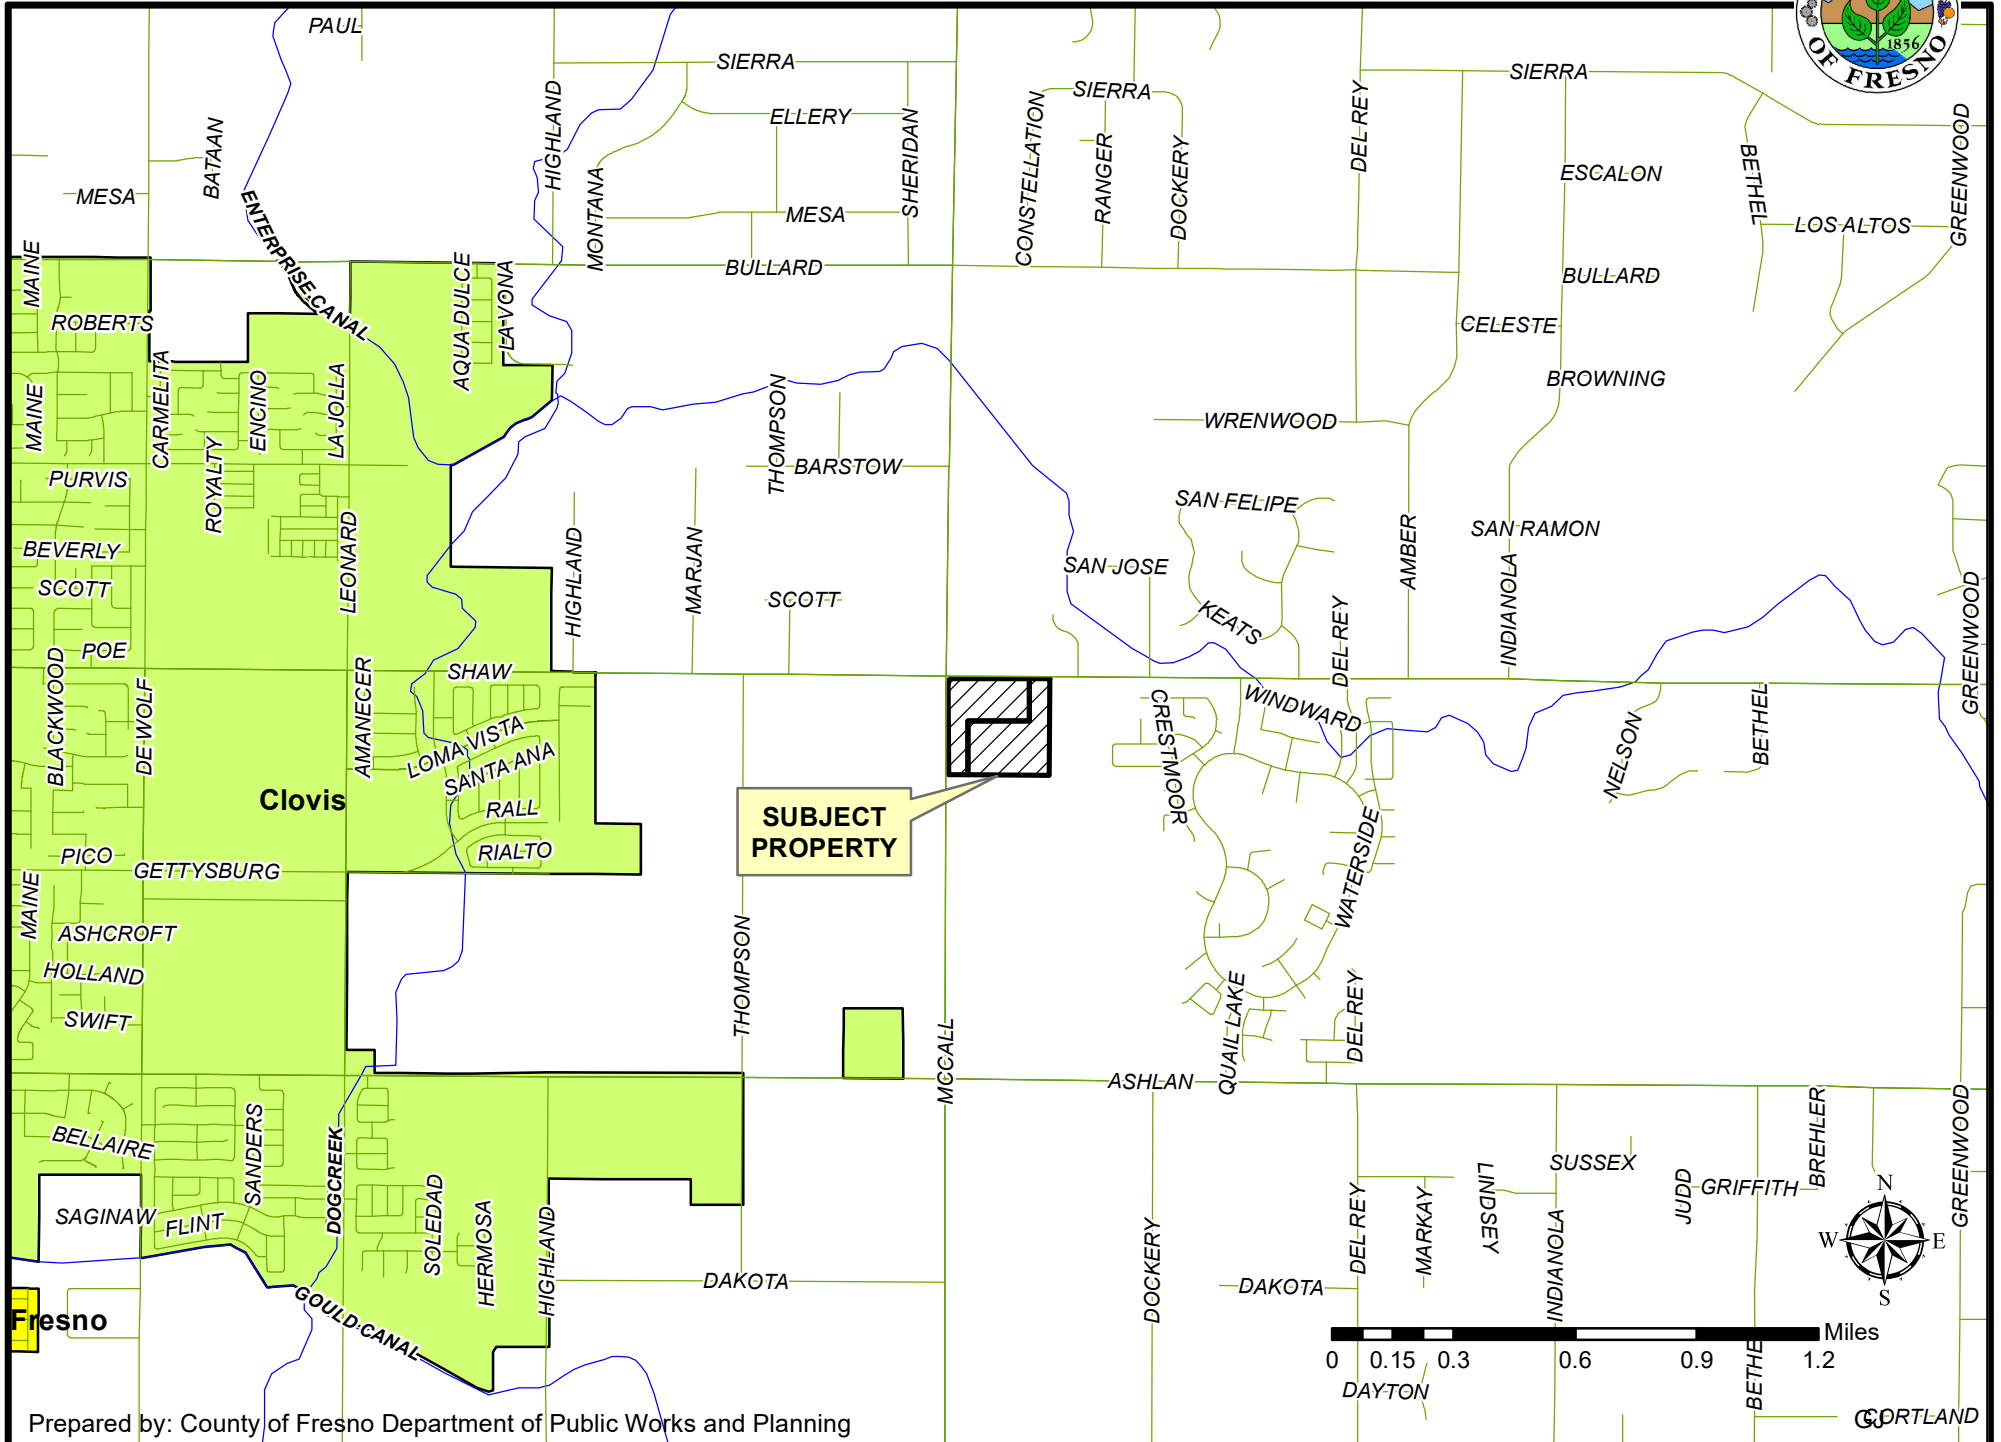 PAUL
SIERRA
ELLERY
SHERIDAN
HIGHLAND
MONTANA
MESA
BULLARD
BATAAN
MESA
ENTERPRISE CANAL
CONSTELLATION
SIERRA
RANGER
DOCKERY
DEL REY
SIERRA
ESCALON
BETHEL
LOS ALTOS
GREENWOOD
BULLARD
CELESTE
BROWNING
1856
OF FRESNO
MAINE
ROBERTS
AQUA DULCE
LA VONA
MAINE
CARMELITA
ENCINO
LA JOLLA
ROYALTY
PURVIS
BEVERLY
SCOTT
LEONARD
POE
BLACKWOOD
DE WOLF
AMANECER
SHAW
LOMA VISTA
SANTA ANA
RALL
RIALTO
Clovis
PICO
GETTYSBURG
MAINE
ASHCROFT
HOLLAND
SWIFT
THOMPSON
BARSTOW
HIGHLAND
MARJAN
SCOTT
WRENWOOD
SAN FELIPE
SAN JOSE
KEATS
AMBER
SAN RAMON
INDIANOLA
DEL REY
GREENWOOD
GREENWOOD
WINDWARD
CRESTMOOR
NELSON
BETHEL
WATERSIDE
SUBJECT
PROPERTY
THOMPSON
MCCALL
QUAIL LAKE
DEL REY
ASHLAN
BELLAIRE
SANDERS
DOGCREEK
SAGINAW
FLINT
SOLEDAD
HERMOSA
HIGHLAND
GOULD CANAL
DAKOTA
Fresno
DOCKERY
DAKOTA
DEL REY
MARKAY
LINDSEY
SUSSEX
INDIANOLA
JUDD
GRIFFITH
BREHLER
GREENWOOD
N
W
E
S
Miles
0 0.15 0.3 0.6 0.9 1.2
DAYTON
BETHE
CORTLAND
GJ
Prepared by: County of Fresno Department of Public Works and Planning